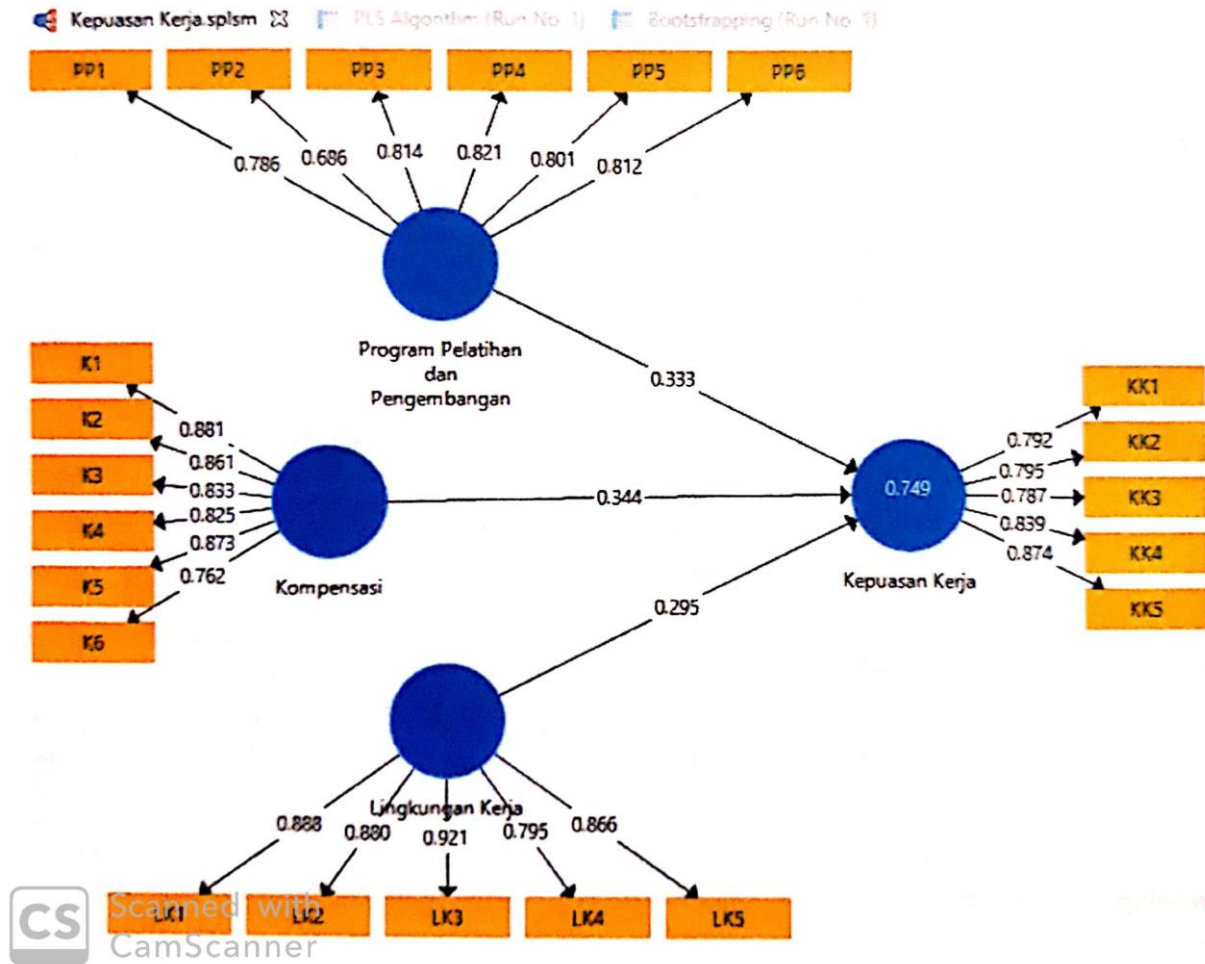 Kepuasan Kerja.splsm PLS Algorithm (Run No. 1) Bootstrapping (Run No. 1)
PP1 PP2 PP3 PP4 PP5 PP6
0.786 0.686 0.814 0.821 0.801 0.812
Program Pelatihan
dan
Pengembangan
0.333
K1
K2
K3
K4
K5
K6
0.881
0.861
0.833
0.825
0.873
0.762
Kompensasi
0.344
0.749
Kepuasan Kerja
KK1
KK2
KK3
KK4
KK5
0.792
0.795
0.787
0.839
0.874
0.295
Lingkungan Kerja
0.888 0.880 0.921 0.795 0.866
LK1 LK2 LK3 LK4 LK5
CS
Scanned with
CamScanner